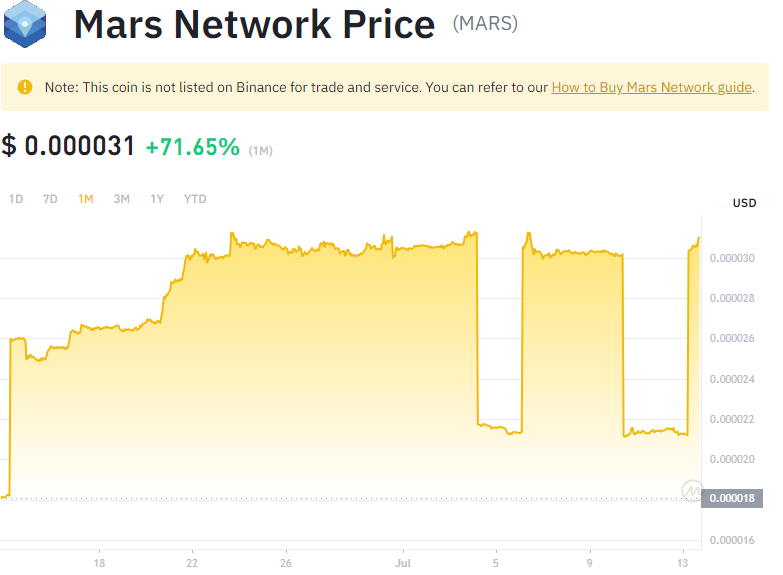 Mars Network Price (MARS)
Note: This coin is not listed on Binance for trade and service. You can refer to our How to Buy Mars Network guide.
$ 0.000031 +71.65% (1M)
1D 7D 1M 3M 1Y YTD
USD
0.000030
0.000028
0.000026
0.000024
0.000022
0.000020
0.000018
0.000016
18 22 26 Jul 5 9 13